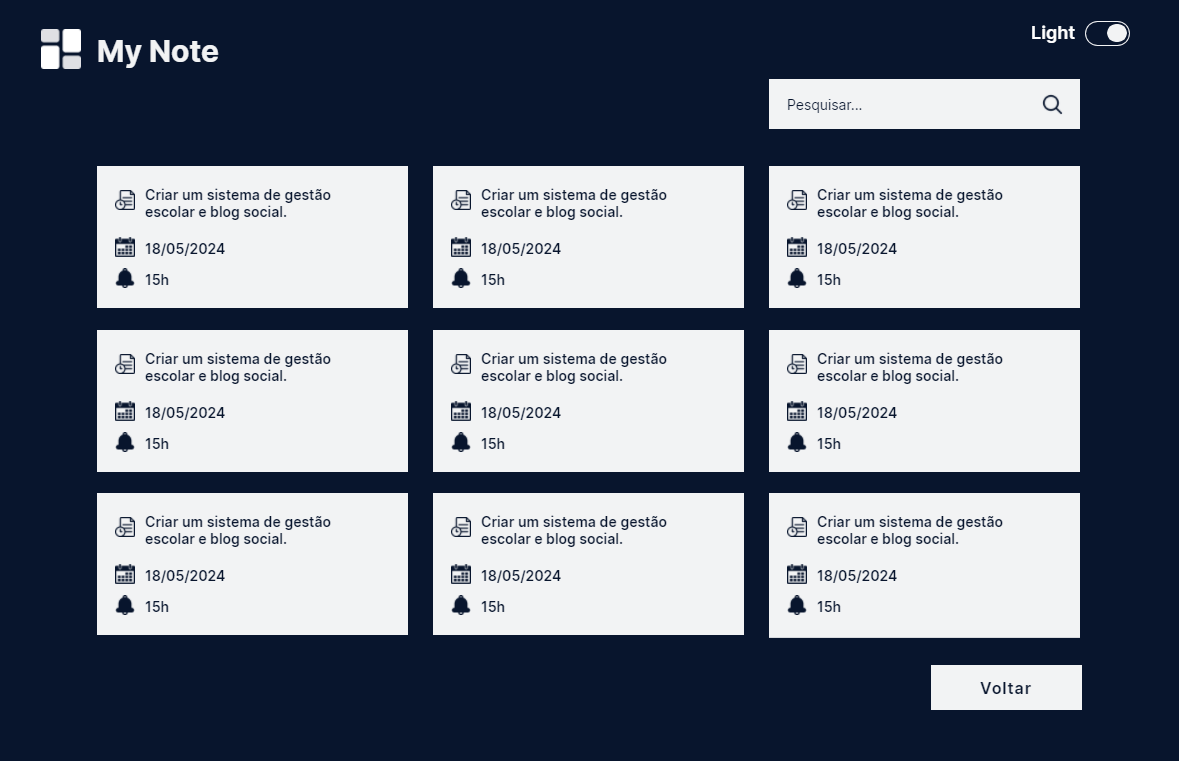 My Note
Light
Pesquisar...
Criar um sistema de gestão
escolar e blog social.
18/05/2024
15h
Criar um sistema de gestão
escolar e blog social.
18/05/2024
15h
Criar um sistema de gestão
escolar e blog social.
18/05/2024
15h
Criar um sistema de gestão
escolar e blog social.
18/05/2024
15h
Criar um sistema de gestão
escolar e blog social.
18/05/2024
15h
Criar um sistema de gestão
escolar e blog social.
18/05/2024
15h
Criar um sistema de gestão
escolar e blog social.
18/05/2024
15h
Criar um sistema de gestão
escolar e blog social.
18/05/2024
15h
Criar um sistema de gestão
escolar e blog social.
18/05/2024
15h
Voltar